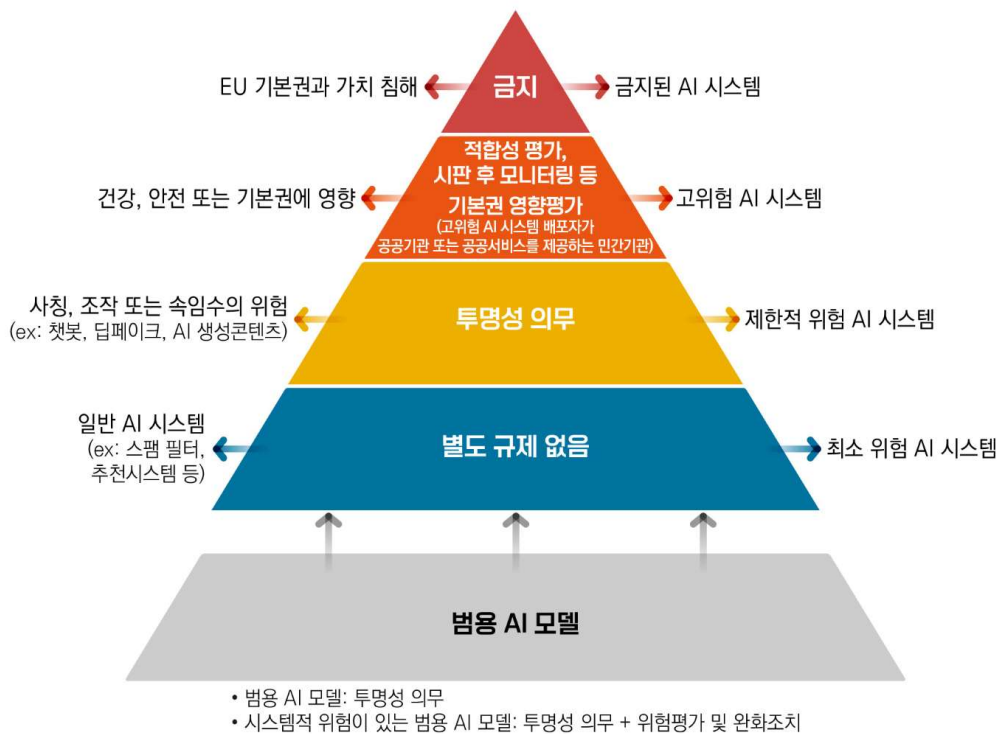 금지
EU 기본권과 가치 침해
금지된 AI 시스템
적합성 평가,
시판 후 모니터링 등
기본권 영향평가
(고위험 AI 시스템 배포자가
공공기관 또는 공공서비스를 제공하는 민간기관)
건강, 안전 또는 기본권에 영향
고위험 AI 시스템
사칭, 조작 또는 속임수의 위험
(ex: 챗봇, 딥페이크, AI 생성콘텐츠)
투명성 의무
제한적 위험 AI 시스템
일반 AI 시스템
(ex: 스팸 필터,
추천시스템 등)
별도 규제 없음
최소 위험 AI 시스템
범용 AI 모델
• 범용 AI 모델: 투명성 의무
• 시스템적 위험이 있는 범용 AI 모델: 투명성 의무 + 위험평가 및 완화조치